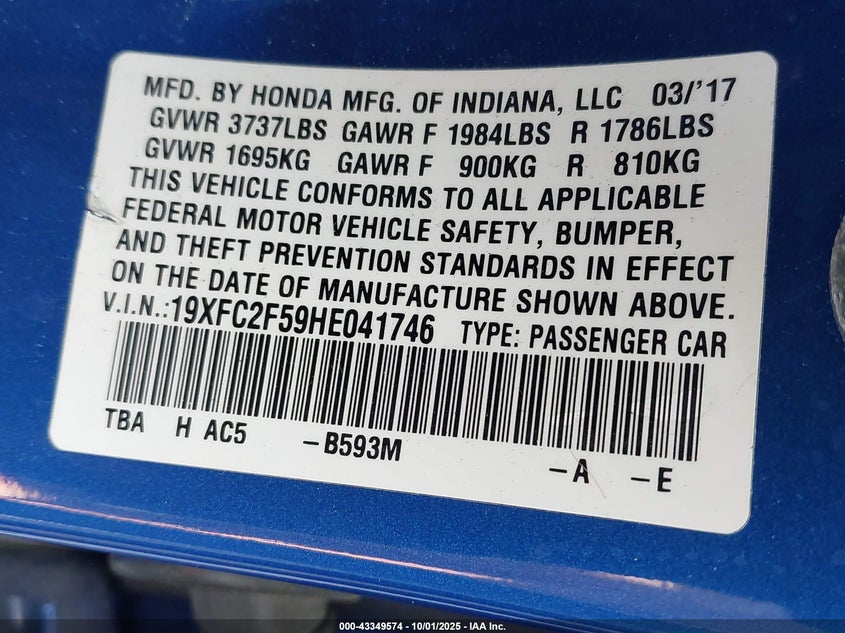 MFD. BY HONDA MFG. OF INDIANA, LLC 03/'17
GVWR 3737LBS GAWR F 1984LBS R 1786LBS
GVWR 1695KG GAWR F 900KG R 810KG
THIS VEHICLE CONFORMS TO ALL APPLICABLE
FEDERAL MOTOR VEHICLE SAFETY, BUMPER,
AND THEFT PREVENTION STANDARDS IN EFFECT
ON THE DATE OF MANUFACTURE SHOWN ABOVE.
V.I.N.:19XFC2F59HE041746 TYPE: PASSENGER CAR
TBA H AC5 -B593M -A -E
000-43349574 - 10/01/2025 - IAA Inc.